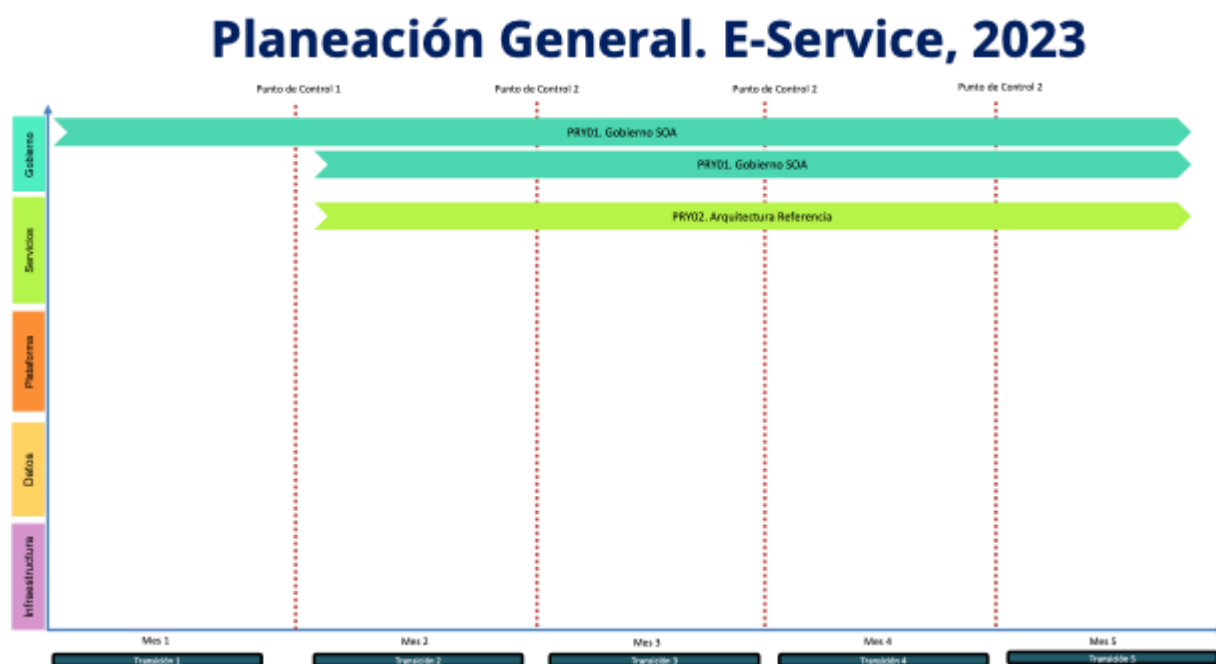 Planeación General. E-Service, 2023
Punto de Control 1
Punto de Control 2
Punto de Control 2
Punto de Control 2
Gobierno
PRY01. Gobierno SOA
PRY01. Gobierno SOA
Servicios
PRY02. Arquitectura Referencia
Plataforma
Datos
Infraestructura
Mes 1
Mes 2
Mes 3
Mes 4
Mes 5
Transición 1
Transición 2
Transición 3
Transición 4
Transición 5